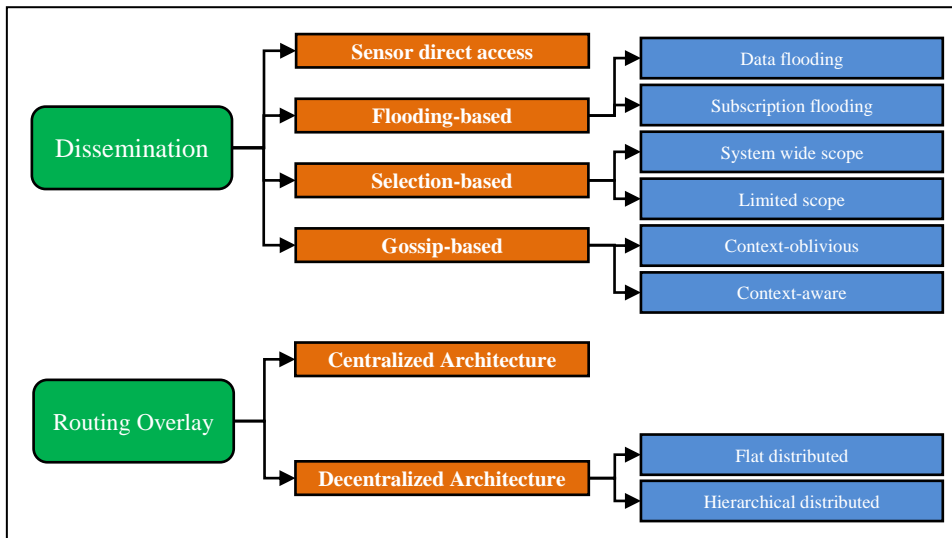 Dissemination
Sensor direct access
Flooding-based
Data flooding
Subscription flooding
Selection-based
System wide scope
Limited scope
Gossip-based
Context-oblivious
Context-aware
Routing Overlay
Centralized Architecture
Decentralized Architecture
Flat distributed
Hierarchical distributed